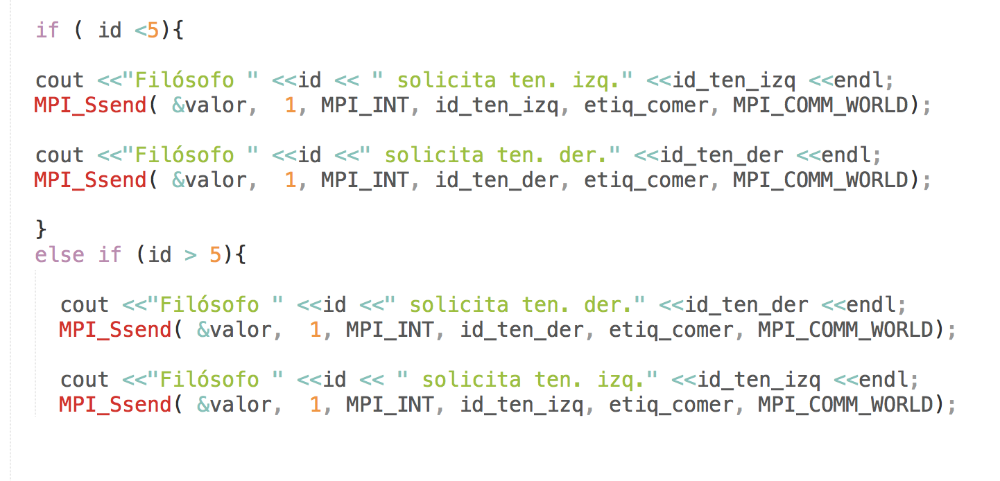 if ( id <5){
cout <<"Filósofo " <<id << " solicita ten. izq." <<id_ten_izq <<endl;
MPI_Ssend( &valor,  1, MPI_INT, id_ten_izq, etiq_comer, MPI_COMM_WORLD);
cout <<"Filósofo " <<id <<" solicita ten. der." <<id_ten_der <<endl;
MPI_Ssend( &valor,  1, MPI_INT, id_ten_der, etiq_comer, MPI_COMM_WORLD);
}
else if (id > 5){
cout <<"Filósofo " <<id <<" solicita ten. der." <<id_ten_der <<endl;
MPI_Ssend( &valor,  1, MPI_INT, id_ten_der, etiq_comer, MPI_COMM_WORLD);
cout <<"Filósofo " <<id << " solicita ten. izq." <<id_ten_izq <<endl;
MPI_Ssend( &valor,  1, MPI_INT, id_ten_izq, etiq_comer, MPI_COMM_WORLD);